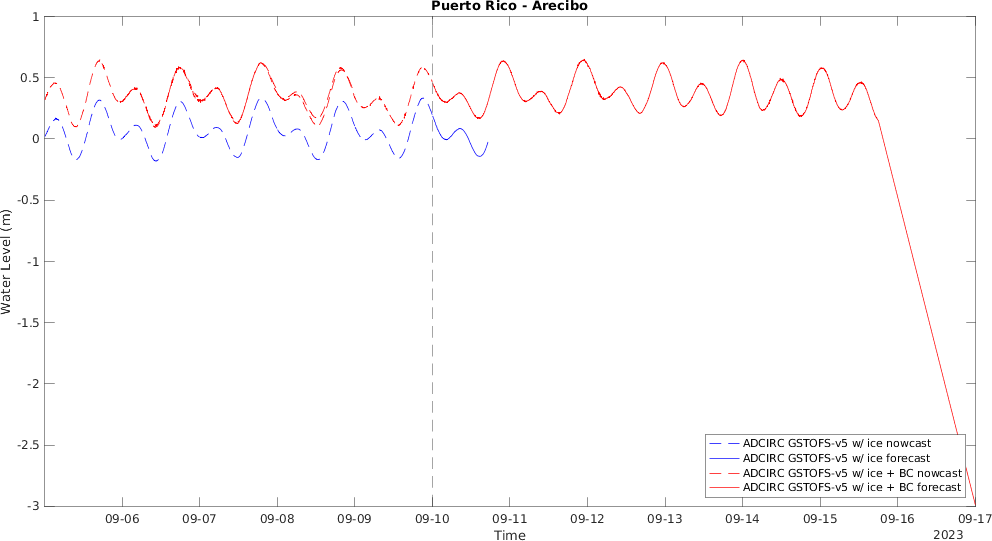 Puerto Rico - Arecibo
Water Level (m)
1
0.5
0
-0.5
-1
-1.5
-2
-2.5
-3
09-06 09-07 09-08 09-09 09-10 09-11 09-12 09-13 09-14 09-15 09-16 09-17
Time
2023
ADCIRC GSTOFS-v5 w/ ice nowcast
ADCIRC GSTOFS-v5 w/ ice forecast
ADCIRC GSTOFS-v5 w/ ice + BC nowcast
ADCIRC GSTOFS-v5 w/ ice + BC forecast